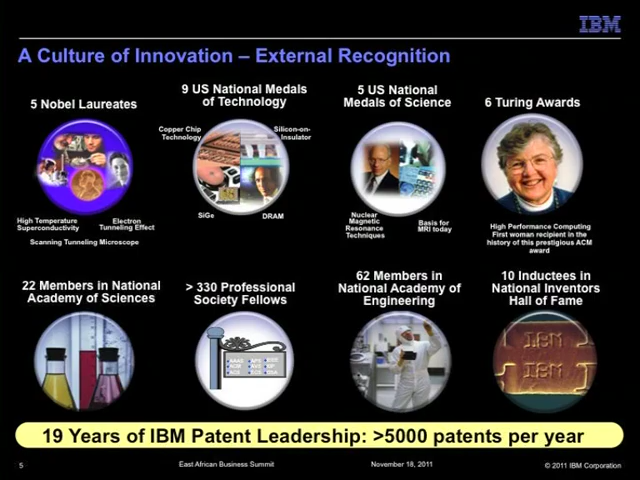 IBM
A Culture of Innovation – External Recognition
5 Nobel Laureates
9 US National Medals
of Technology
5 US National
Medals of Science
6 Turing Awards
Copper Chip
Technology
Silicon-on-
Insulator
High Temperature
Superconductivity
Electron
Tunneling Effect
Scanning Tunneling Microscope
SiGe
DRAM
Nuclear
Magnetic
Resonance
Techniques
Basis for
MRI today
High Performance Computing
First woman recipient in the
history of this prestigious ACM
award
22 Members in National
Academy of Sciences
> 330 Professional
Society Fellows
62 Members in
National Academy of
Engineering
10 Inductees in
National Inventors
Hall of Fame
IBM
IBM
19 Years of IBM Patent Leadership: >5000 patents per year
5
East African Business Summit
November 18, 2011
© 2011 IBM Corporation